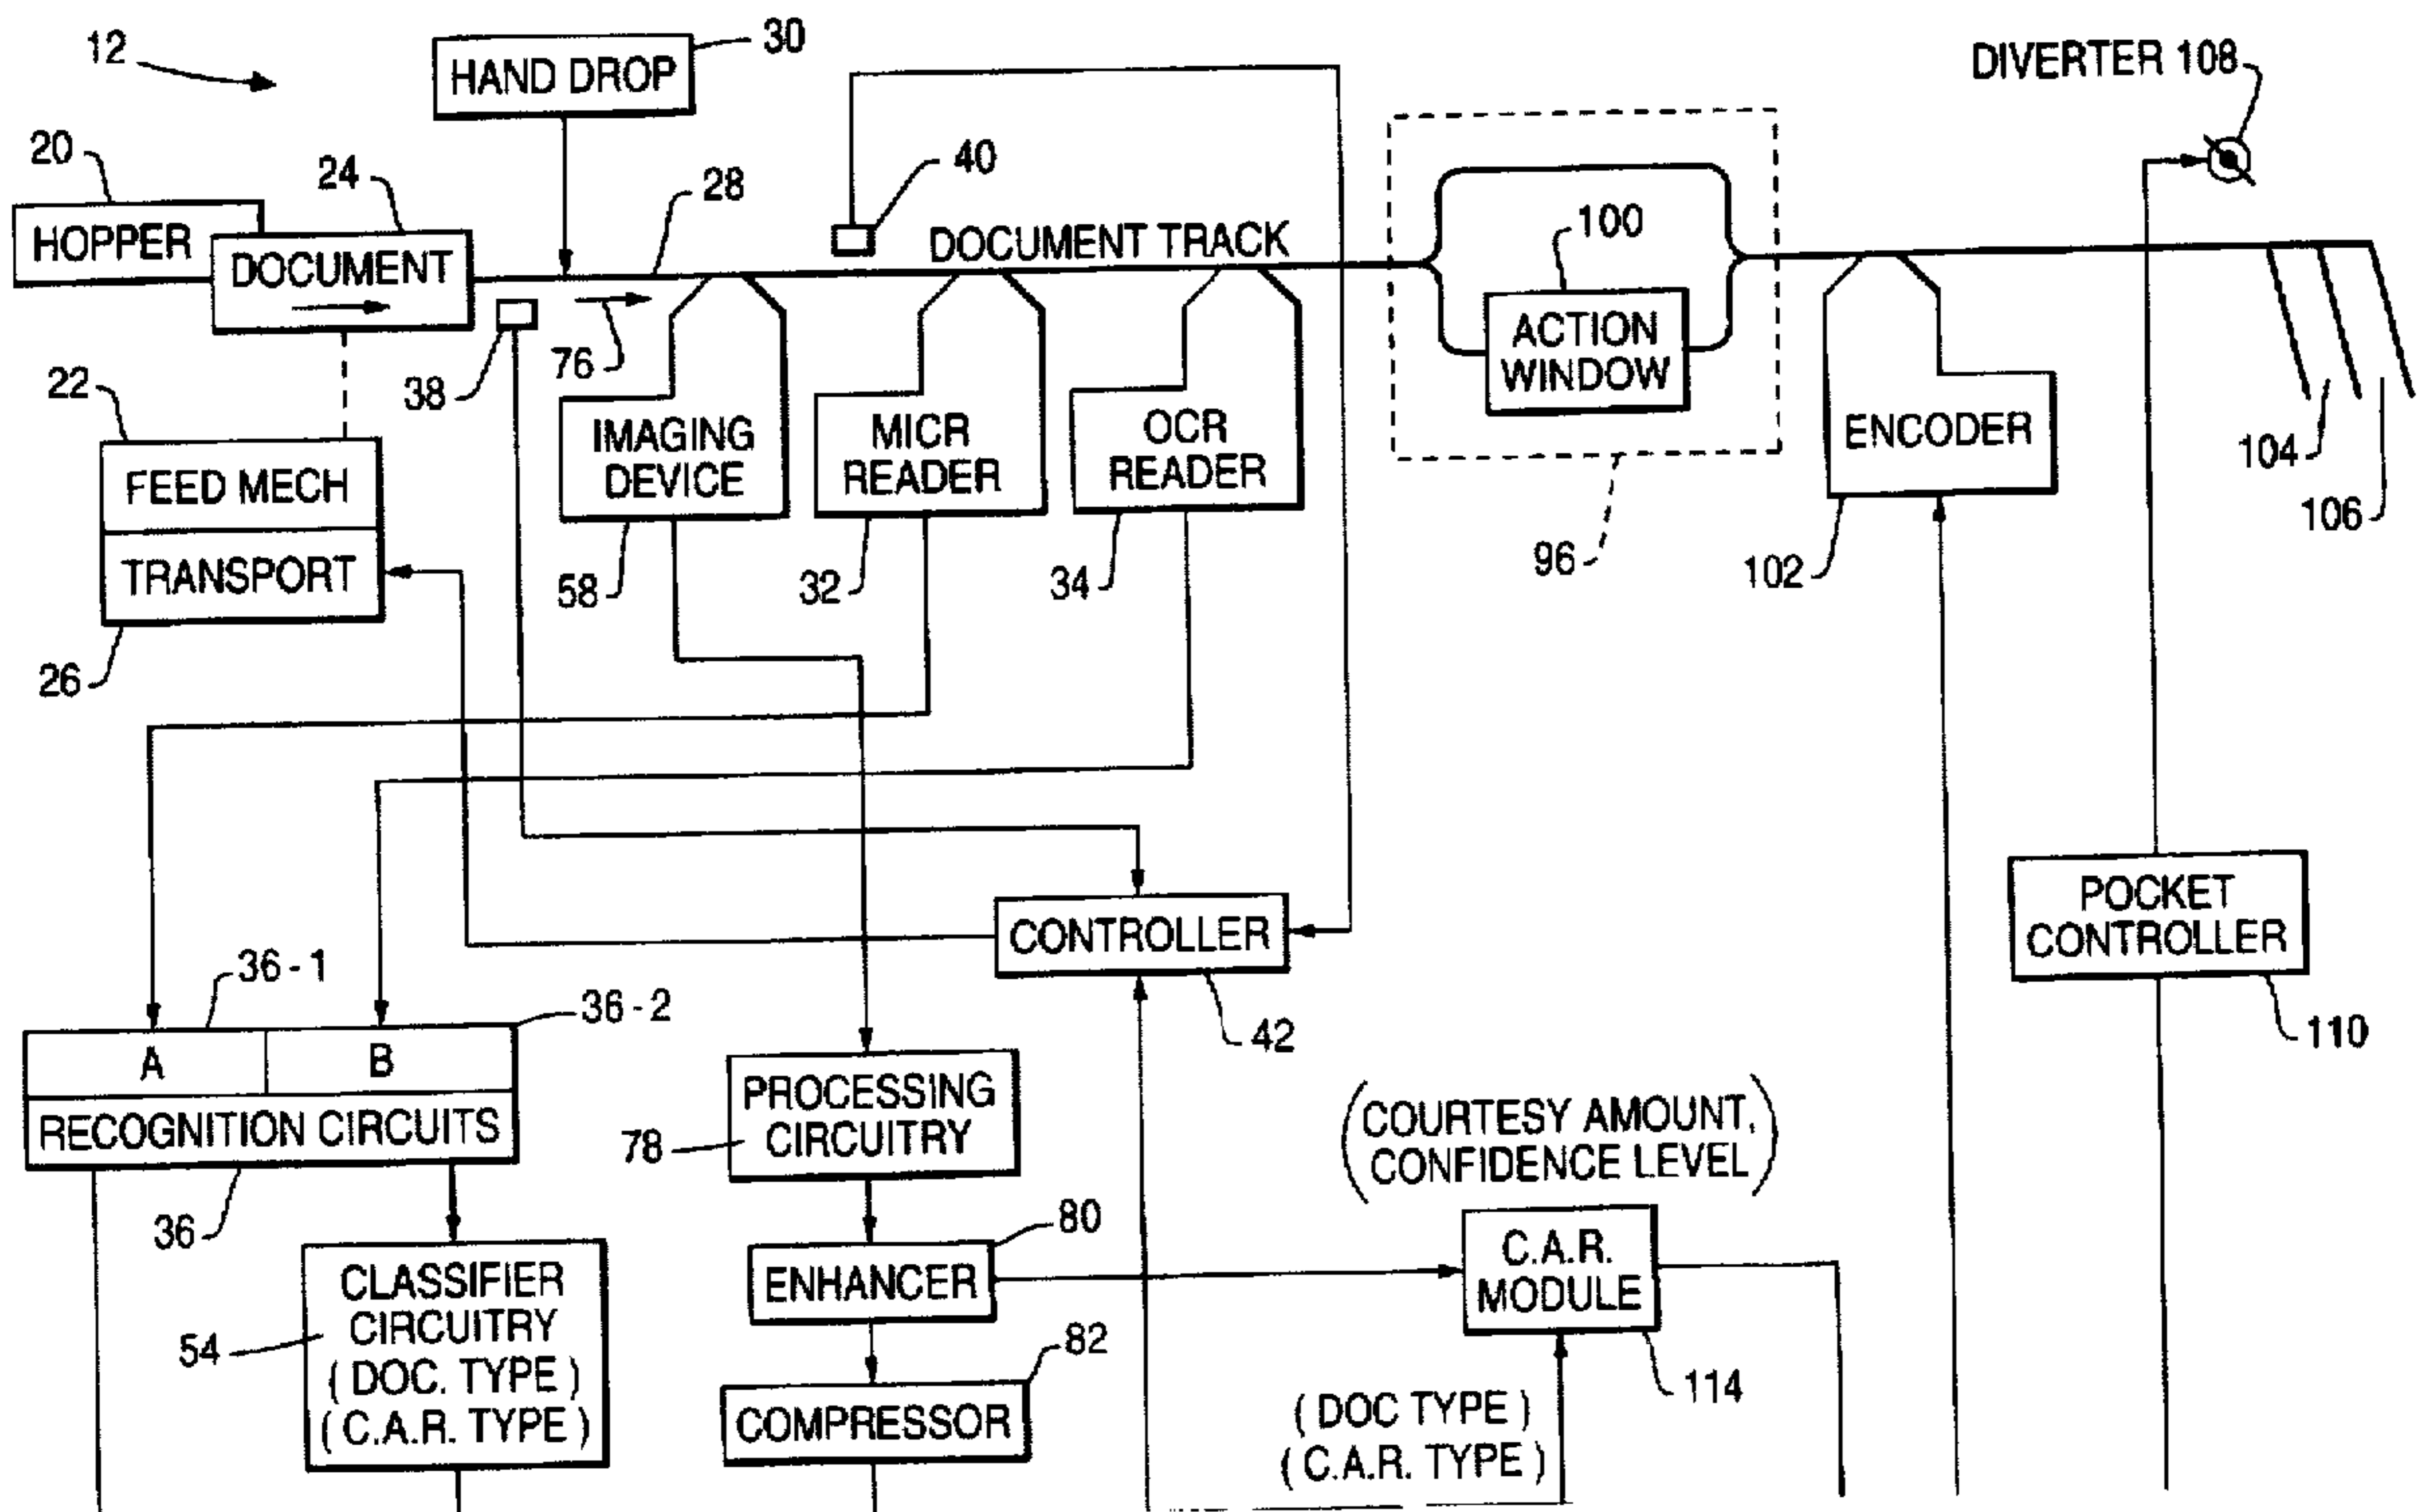 12
HAND DROP
30
DIVERTER 108
20
24
28
40
HOPPER
DOCUMENT
DOCUMENT TRACK
100
ACTION
WINDOW
38
76
22
FEED MECH
TRANSPORT
26
IMAGING
DEVICE
58
MICR
READER
32
OCR
READER
34
96
ENCODER
102
104
106
CONTROLLER
42
POCKET
CONTROLLER
110
36-1
36-2
A
B
RECOGNITION CIRCUITS
36
PROCESSING
CIRCUITRY
78
(COURTESY AMOUNT,
CONFIDENCE LEVEL)
80
ENHANCER
C.A.R.
MODULE
114
CLASSIFIER
CIRCUITRY
(DOC. TYPE)
(C.A.R. TYPE)
54
82
COMPRESSOR
(DOC TYPE)
(C.A.R. TYPE)